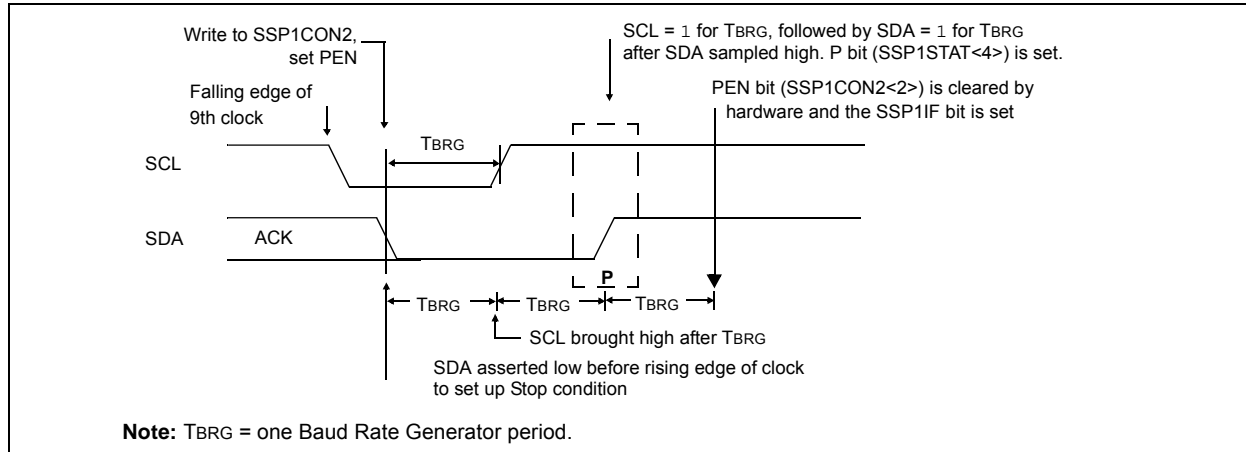 Write to SSP1CON2,
set PEN
SCL = 1 for TBRG, followed by SDA = 1 for TBRG
after SDA sampled high. P bit (SSP1STAT<4>) is set.
Falling edge of
9th clock
PEN bit (SSP1CON2<2>) is cleared by
hardware and the SSP1IF bit is set
TBRG
SCL
SDA
ACK
P
TBRG
TBRG
TBRG
SCL brought high after TBRG
SDA asserted low before rising edge of clock
to set up Stop condition
Note: TBRG = one Baud Rate Generator period.